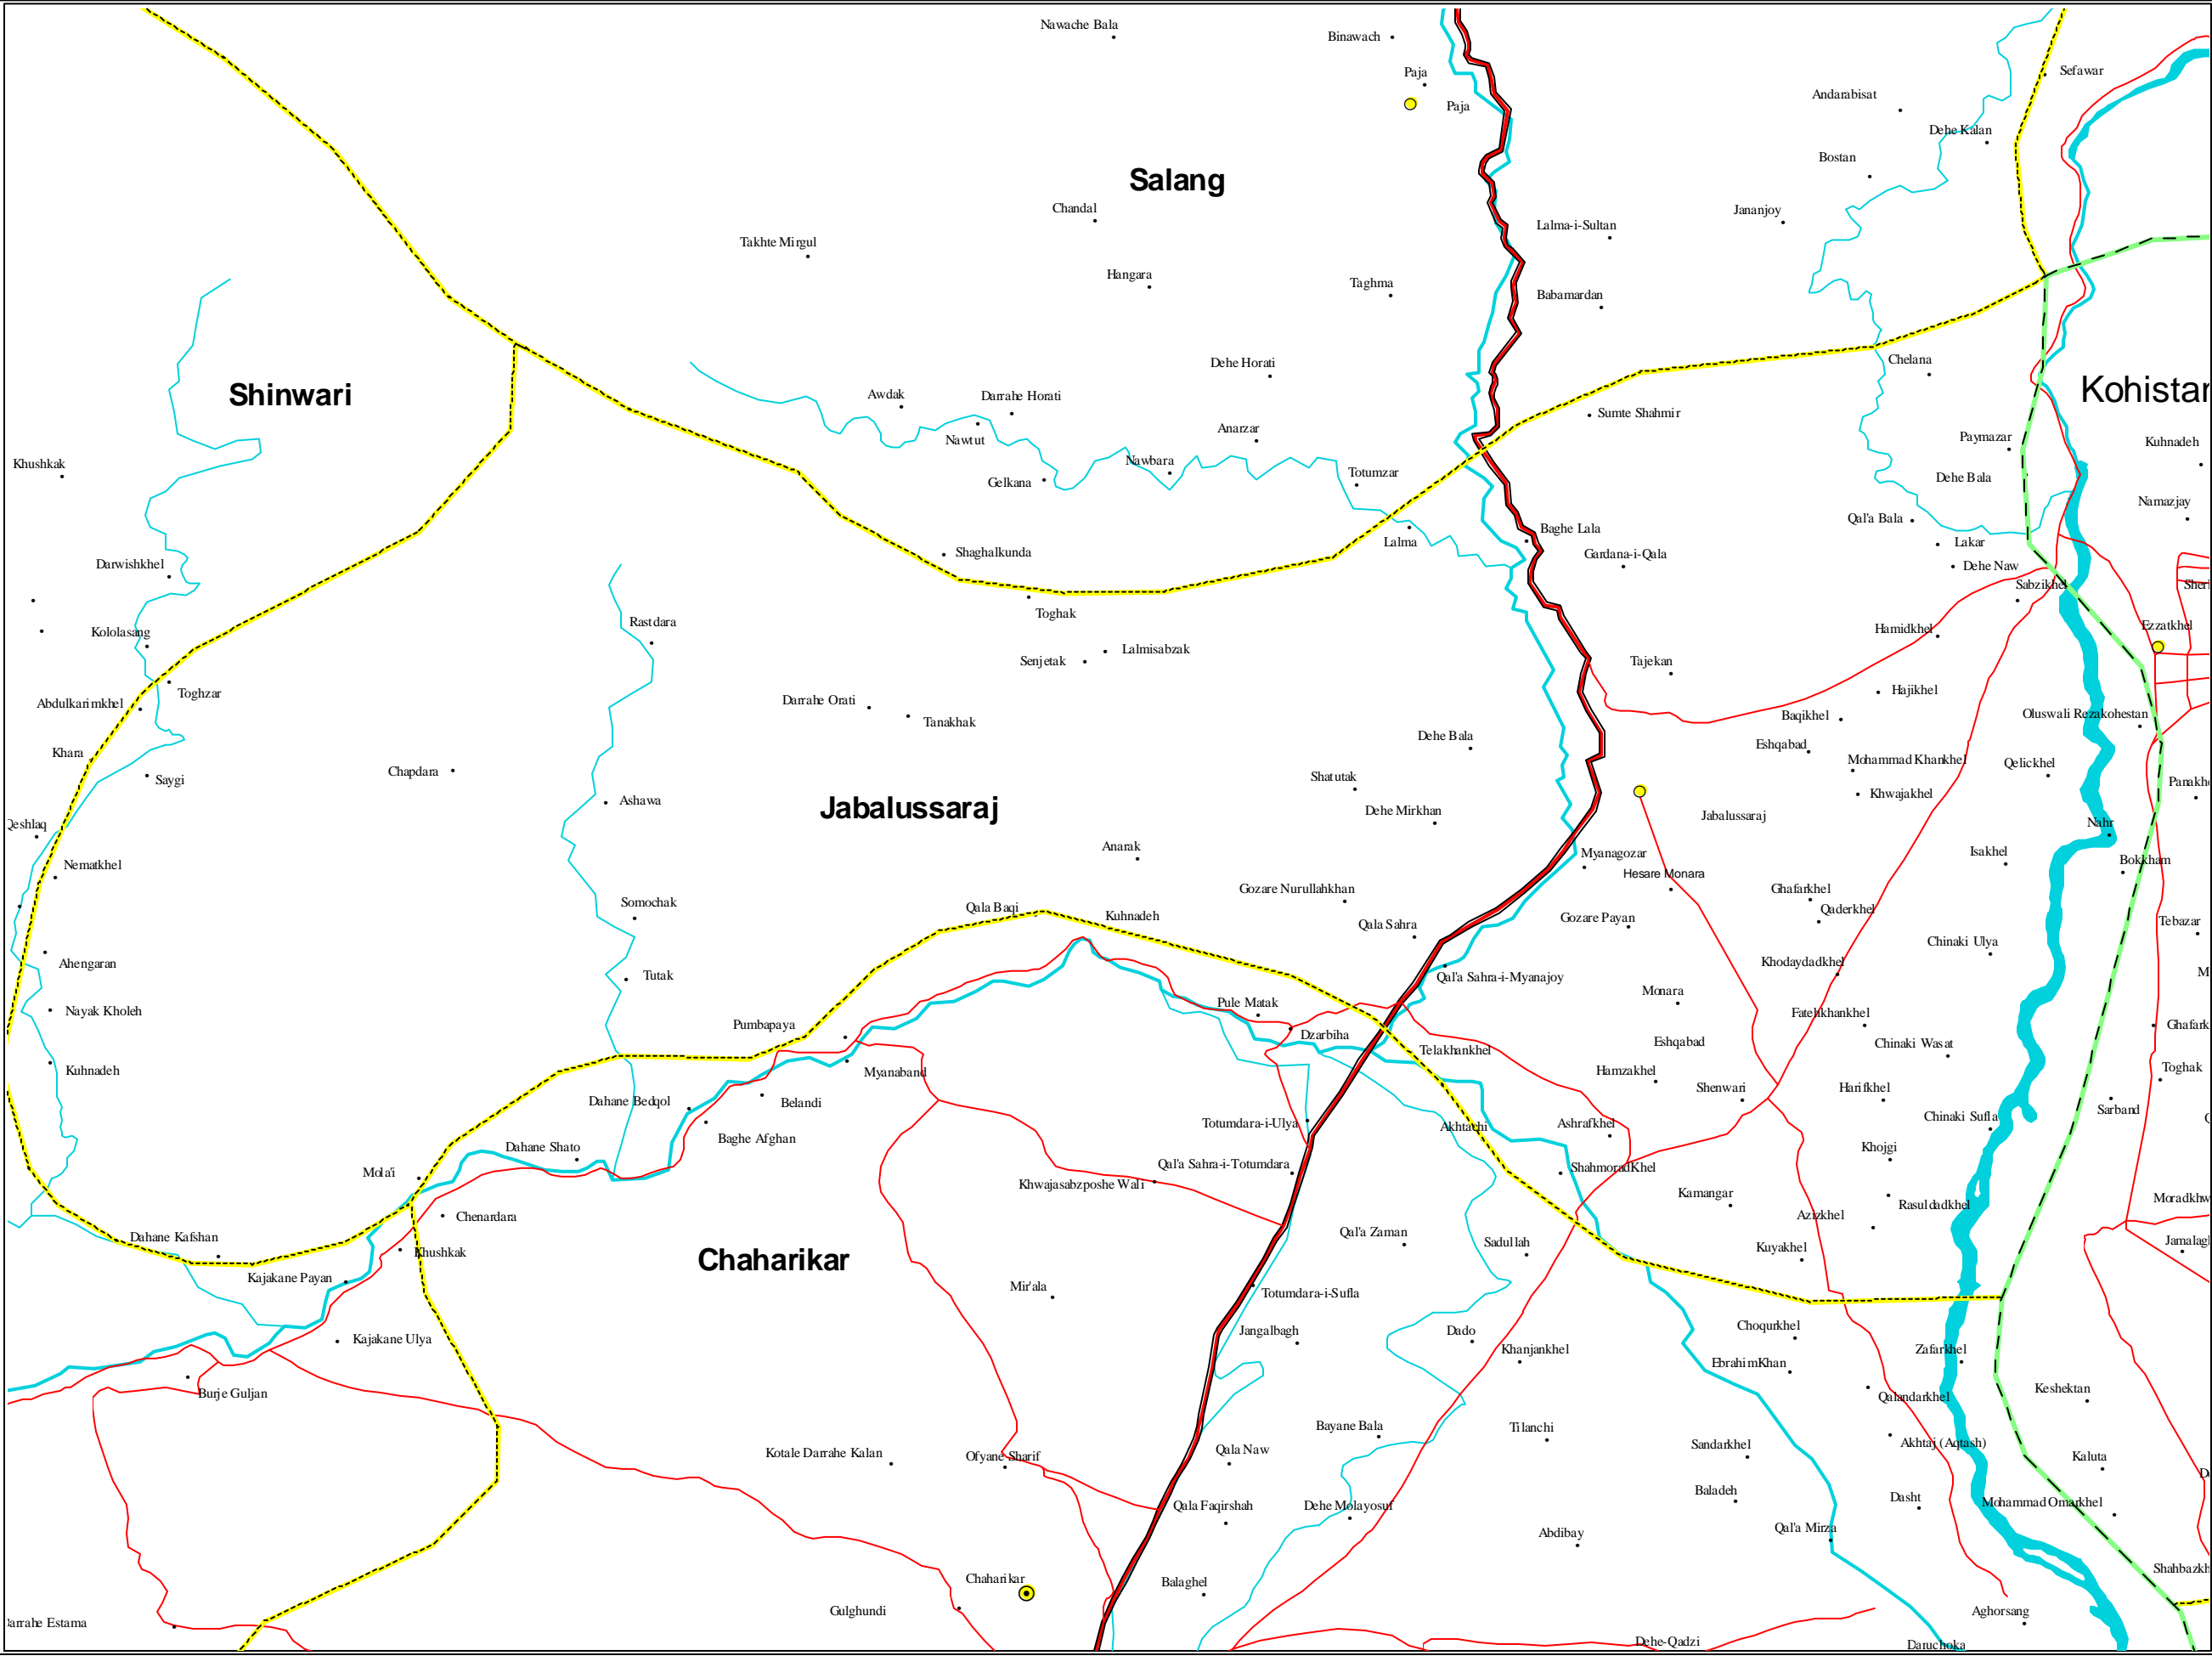 Nawache Bala
Binawach
Paja
Paja
Sefawar
Andarabisat
Dehe Kalan
Bostan
Salang
Chandal
Jananjoy
Lalma-i-Sultan
Takhte Mirgul
Hangara
Taghma
Babamardan
Dehe Horati
Chelana
Shinwari
Kohistan
Awdak
Darrahe Horati
Sumte Shahmir
Nawtut
Anarzar
Paymazar
Kuhnadeh
Khushkak
Nawbara
Gelkana
Totumzar
Dehe Bala
Namazjay
Qal'a Bala
Baghe Lala
Lalma
Lakar
Shaghalkunda
Gardana-i-Qala
Darwishkhel
Dehe Naw
Sabzikhel
Sherl
Toghak
Rastdara
Ezzatkhel
Kololasang
Hamidkhel
Lalmisabzak
Senjetak
Tajekan
Toghzar
Hajikhel
Abdulkarimkhel
Darrahe Orati
Tanakhak
Baqikhel
Oluswali Rezakohestan
Dehe Bala
Eshqabad
Khara
Mohammad Khankhel
Qelickhel
Chapdara
Saygi
Shatutak
Khwajakhel
Panakhe
Ashawa
Jabalussaraj
Dehe Mirkhan
Jabalussaraj
Qeshlaq
Nahr
Anarak
Myanagozar
Isakhel
Bokkham
Nematkhel
Hesare Monara
Gozare Nurullahkhan
Ghafarkhel
Somochak
Qala Baqi
Kuhnadeh
Qaderkhel
Qala Sahra
Gozare Payan
Tebazar
Chinaki Ulya
Ahengaran
Khodaydadkhel
M
Tutak
Qal'a Sahra-i-Myanajoy
Monara
Nayak Kholeh
Pule Matak
Fatehkhankhel
Pumbapaya
Ghafark
Dzarbiha
Eshqabad
Chinaki Wasat
Telakhankhel
Kuhnadeh
Myanaband
Hamzakhel
Toghak
Shenwari
Harifkhel
Dahane Bedqol
Belandi
Sarband
Chinaki Sufla
Totumdara-i-Ulya
Akhtachi
Ashrafkhel
Baghe Afghan
Dahane Shato
Khojgi
Qal'a Sahra-i-Totumdara
ShahmoradKhel
Mola'i
Khwajasabzposhe Wali
Kamangar
Moradkhw
Rasuldadkhel
Chenardara
Azizkhel
Dahane Kafshan
Qal'a Zaman
Sadullah
Jamalagh
Khushkak
Chaharikar
Kuyakhel
Kajakane Payan
Mir'ala
Totumdara-i-Sufla
Choqurkhel
Kajakane Ulya
Jangalbagh
Dado
Khanjankhel
Zafarkhel
EbrahimKhan
Burje Guljan
Keshektan
Qalandarkhel
Bayane Bala
Tilanchi
Akhtaj (Aqtash)
Kotale Darrahe Kalan
Ofyane Sharif
Qala Naw
Sandarkhel
Kaluta
D
Baladeh
Dasht
Qala Faqirshah
Dehe Molayosuf
Mohammad Omarkhel
Abdibay
Qal'a Mirza
Chaharikar
Balaghel
Shahbazkh
Gulghundi
Aghorsang
Darrahe Estama
Dehe-Qadzi
Daruchoka